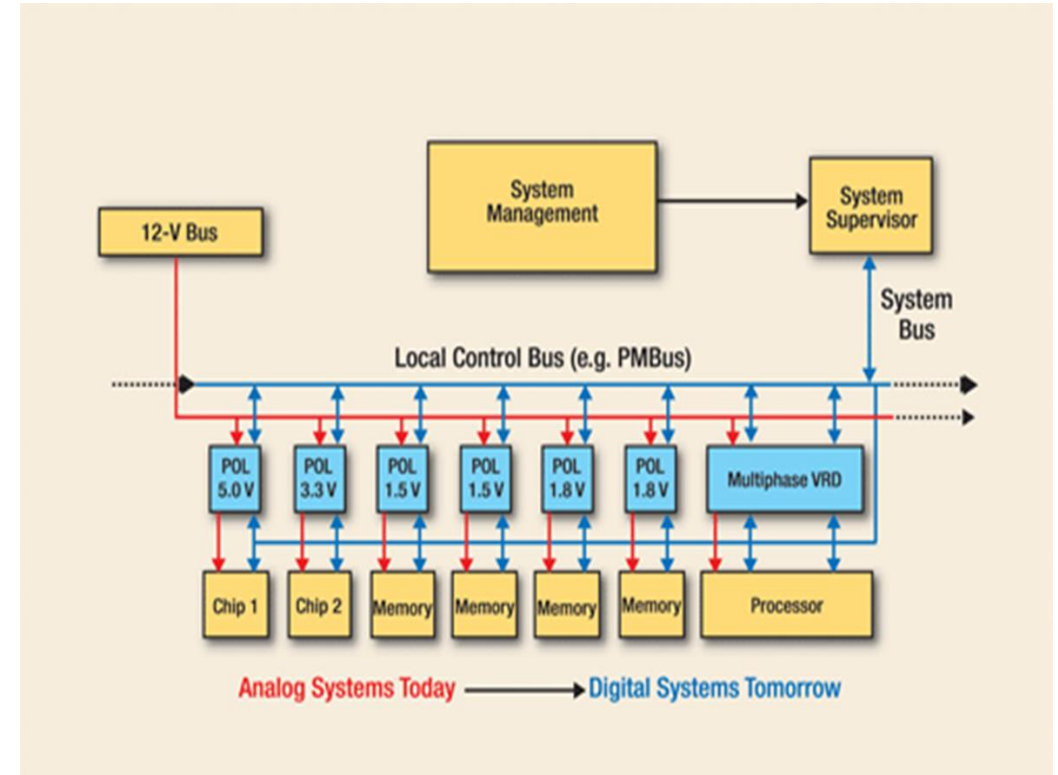 System
Management
System
Supervisor
12-V Bus
System
Bus
Local Control Bus (e.g. PMBus)
POL
5.0 V
POL
3.3 V
POL
1.5 V
POL
1.5 V
POL
1.8 V
POL
1.8 V
Multiphase VRD
Chip 1
Chip 2
Memory
Memory
Memory
Memory
Processor
Analog Systems Today
Digital Systems Tomorrow